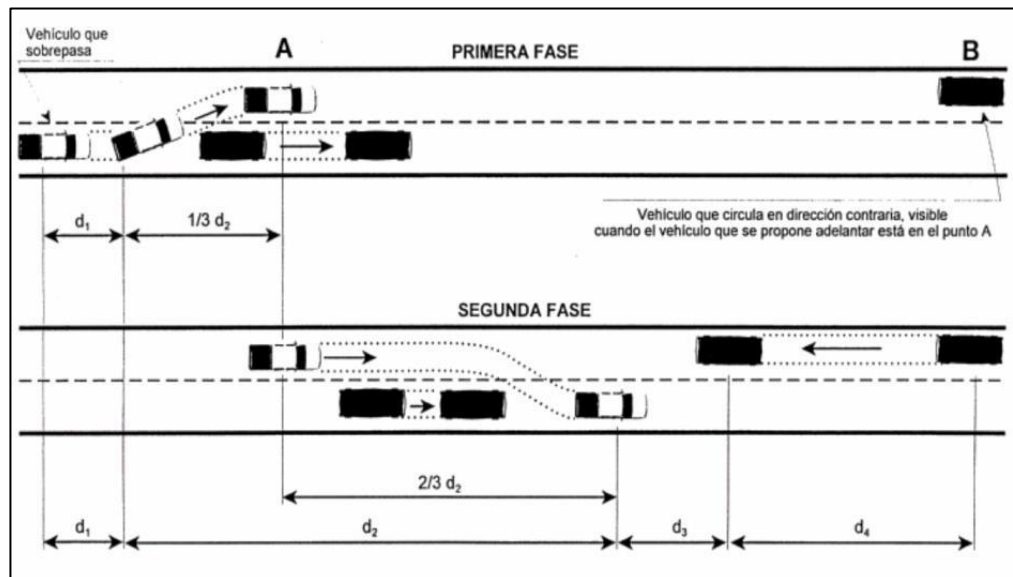 Vehículo que
sobrepasa
A
PRIMERA FASE
B
d1
1/3 d2
Vehículo que circula en dirección contraria, visible
cuando el vehículo que se propone adelantar está en el punto A
SEGUNDA FASE
2/3 d2
d1
d2
d3
d4